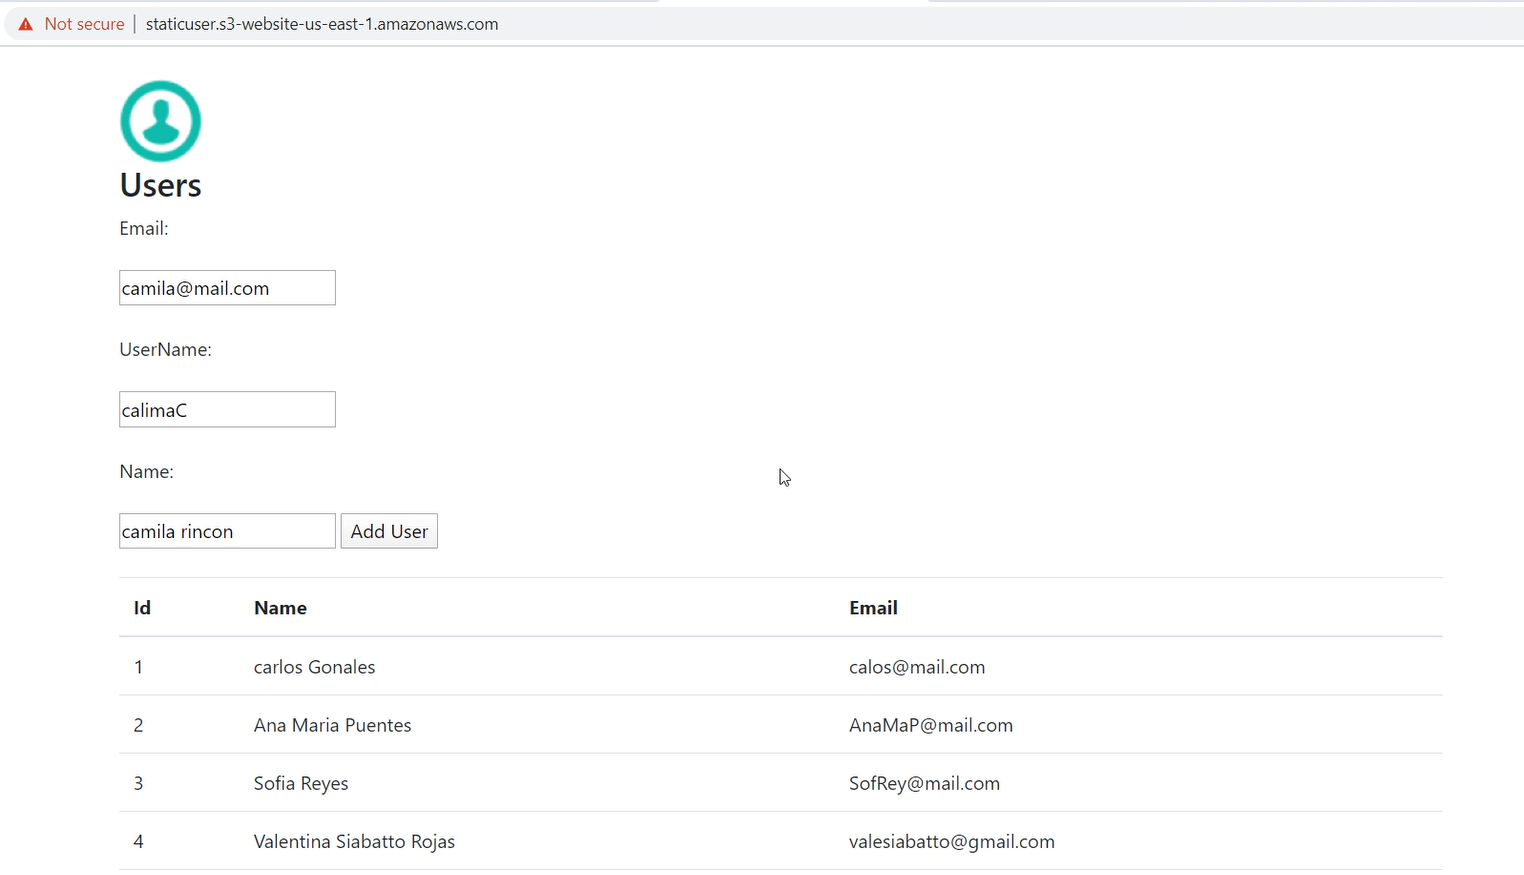 Not secure | staticuser.s3-website-us-east-1.amazonaws.com
Users
Email:
camila@mail.com
UserName:
calimaC
Name:
camila rincon Add User
Id Name Email
1 carlos Gonales calos@mail.com
2 Ana Maria Puentes AnaMaP@mail.com
3 Sofia Reyes SofRey@mail.com
4 Valentina Siabatto Rojas valesiabatto@gmail.com